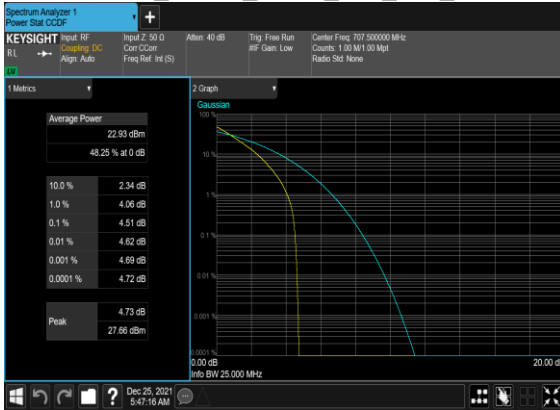 Spectrum Analyzer 1
Power Stat CCDF
+
KEYSIGHT
RL
Input: RF
Coupling: DC
Align: Auto
Input Z: 50 Ω
Corr CCorr
Freq Ref: Int (S)
Atten: 40 dB
Trig: Free Run
#IF Gain: Low
Center Freq: 707.500000 MHz
Counts: 1.00 M/1.00 Mpt
Radio Std: None
1 Metrics
Average Power
22.93 dBm
48.25 % at 0 dB
10.0 % 2.34 dB
1.0 % 4.06 dB
0.1 % 4.51 dB
0.01 % 4.62 dB
0.001 % 4.69 dB
0.0001 % 4.72 dB
Peak
4.73 dB
27.66 dBm
2 Graph
Gaussian
100 %
10 %
1 %
0.1 %
0.01 %
0.001 %
0.0001 %
0.00 dB
20.00 d
Info BW 25.000 MHz
?
Dec 25, 2021
5:47:16 AM